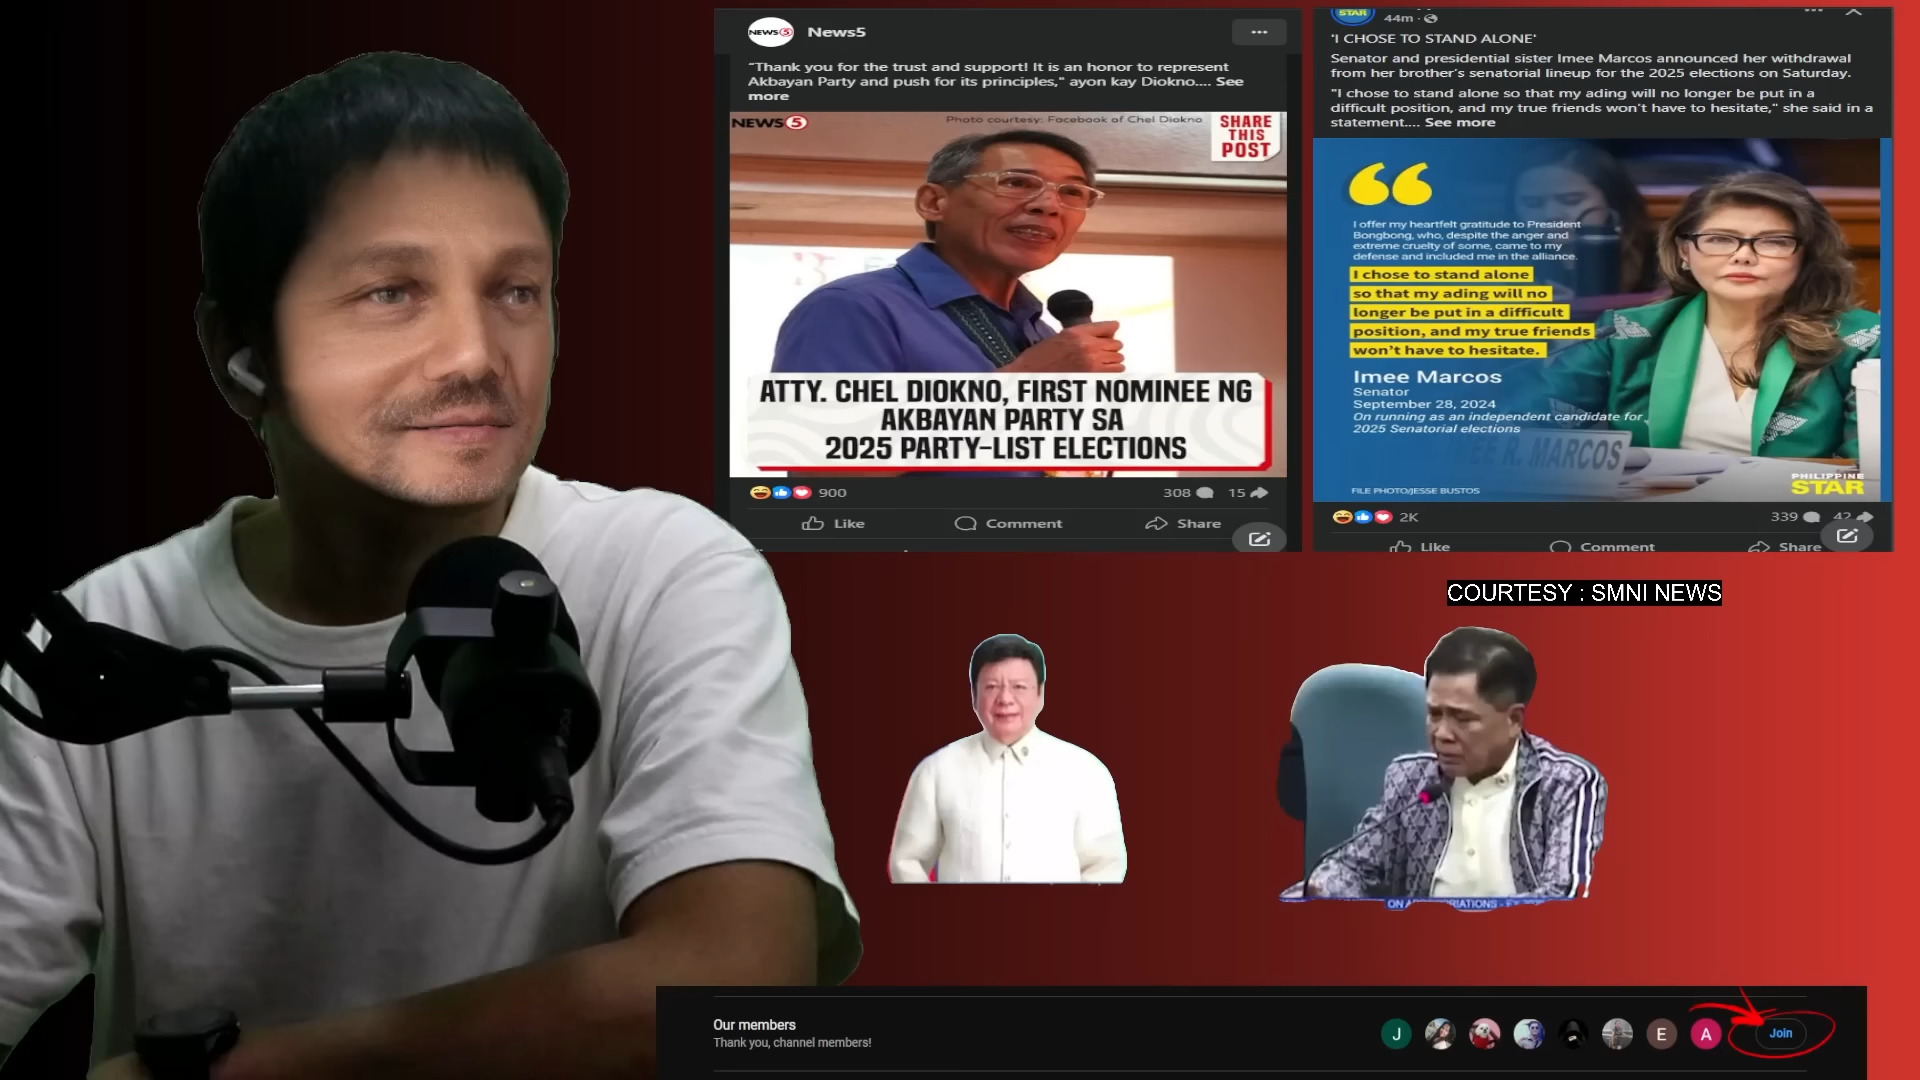 NEWS5
News5
"Thank you for the trust and support! It is an honor to represent
Akbayan Party and push for its principles," ayon kay Diokno.... See
more
NEWS 5
Photo courtesy: Facebook of Chel Diokno
SHARE
THIS
POST
ATTY. CHEL DIOKNO, FIRST NOMINEE NG
AKBAYAN PARTY SA
2025 PARTY-LIST ELECTIONS
900
308
15
Like
Comment
Share
STAR
44m
'I CHOSE TO STAND ALONE'
Senator and presidential sister Imee Marcos announced her withdrawal
from her brother's senatorial lineup for the 2025 elections on Saturday.
"I chose to stand alone so that my ading will no longer be put in a
difficult position, and my true friends won't have to hesitate," she said in a
statement.... See more
I offer my heartfelt gratitude to President
Bongbong, who, despite the anger and
extreme cruelty of some, came to my
defense and included me in the alliance.
I chose to stand alone
so that my ading will no
longer be put in a difficult
position, and my true friends
won't have to hesitate.
Imee Marcos
Senator
September 28, 2024
On running as an independent candidate for
2025 Senatorial elections
R. MARCOS
FILE PHOTO/JESSE BUSTOS
PHILIPPINE
STAR
2K
339
42
Like
Comment
Share
COURTESY : SMNI NEWS
Our members
Thank you, channel members!
J
E
A
Join